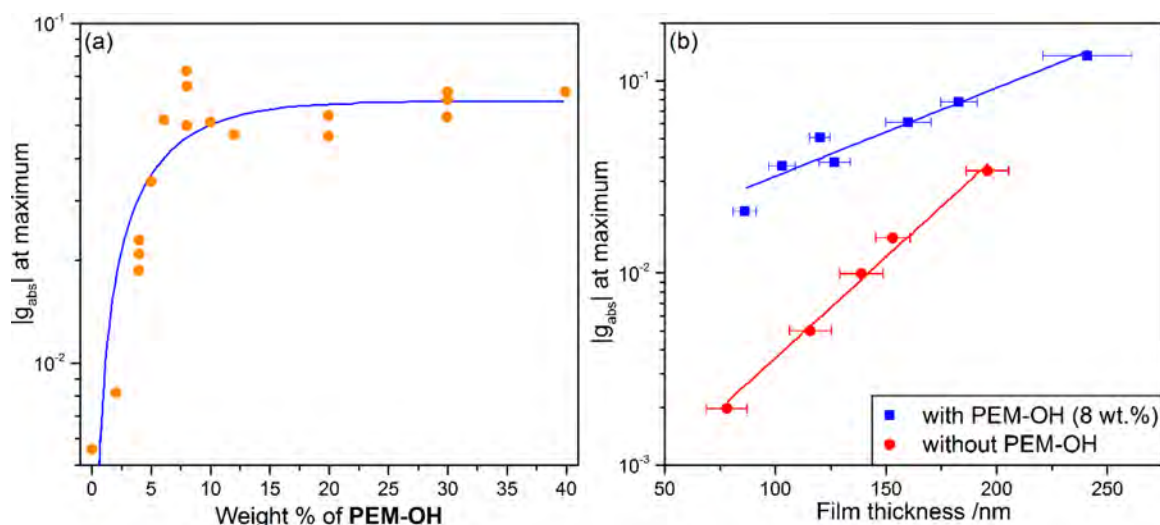 (a)
10⁻¹
10⁻²
|g_abs| at maximum
0 5 10 15 20 25 30 35 40
Weight % of PEM-OH
(b)
10⁻¹
10⁻²
10⁻³
|g_abs| at maximum
with PEM-OH (8 wt.%)
without PEM-OH
50 100 150 200 250
Film thickness /nm